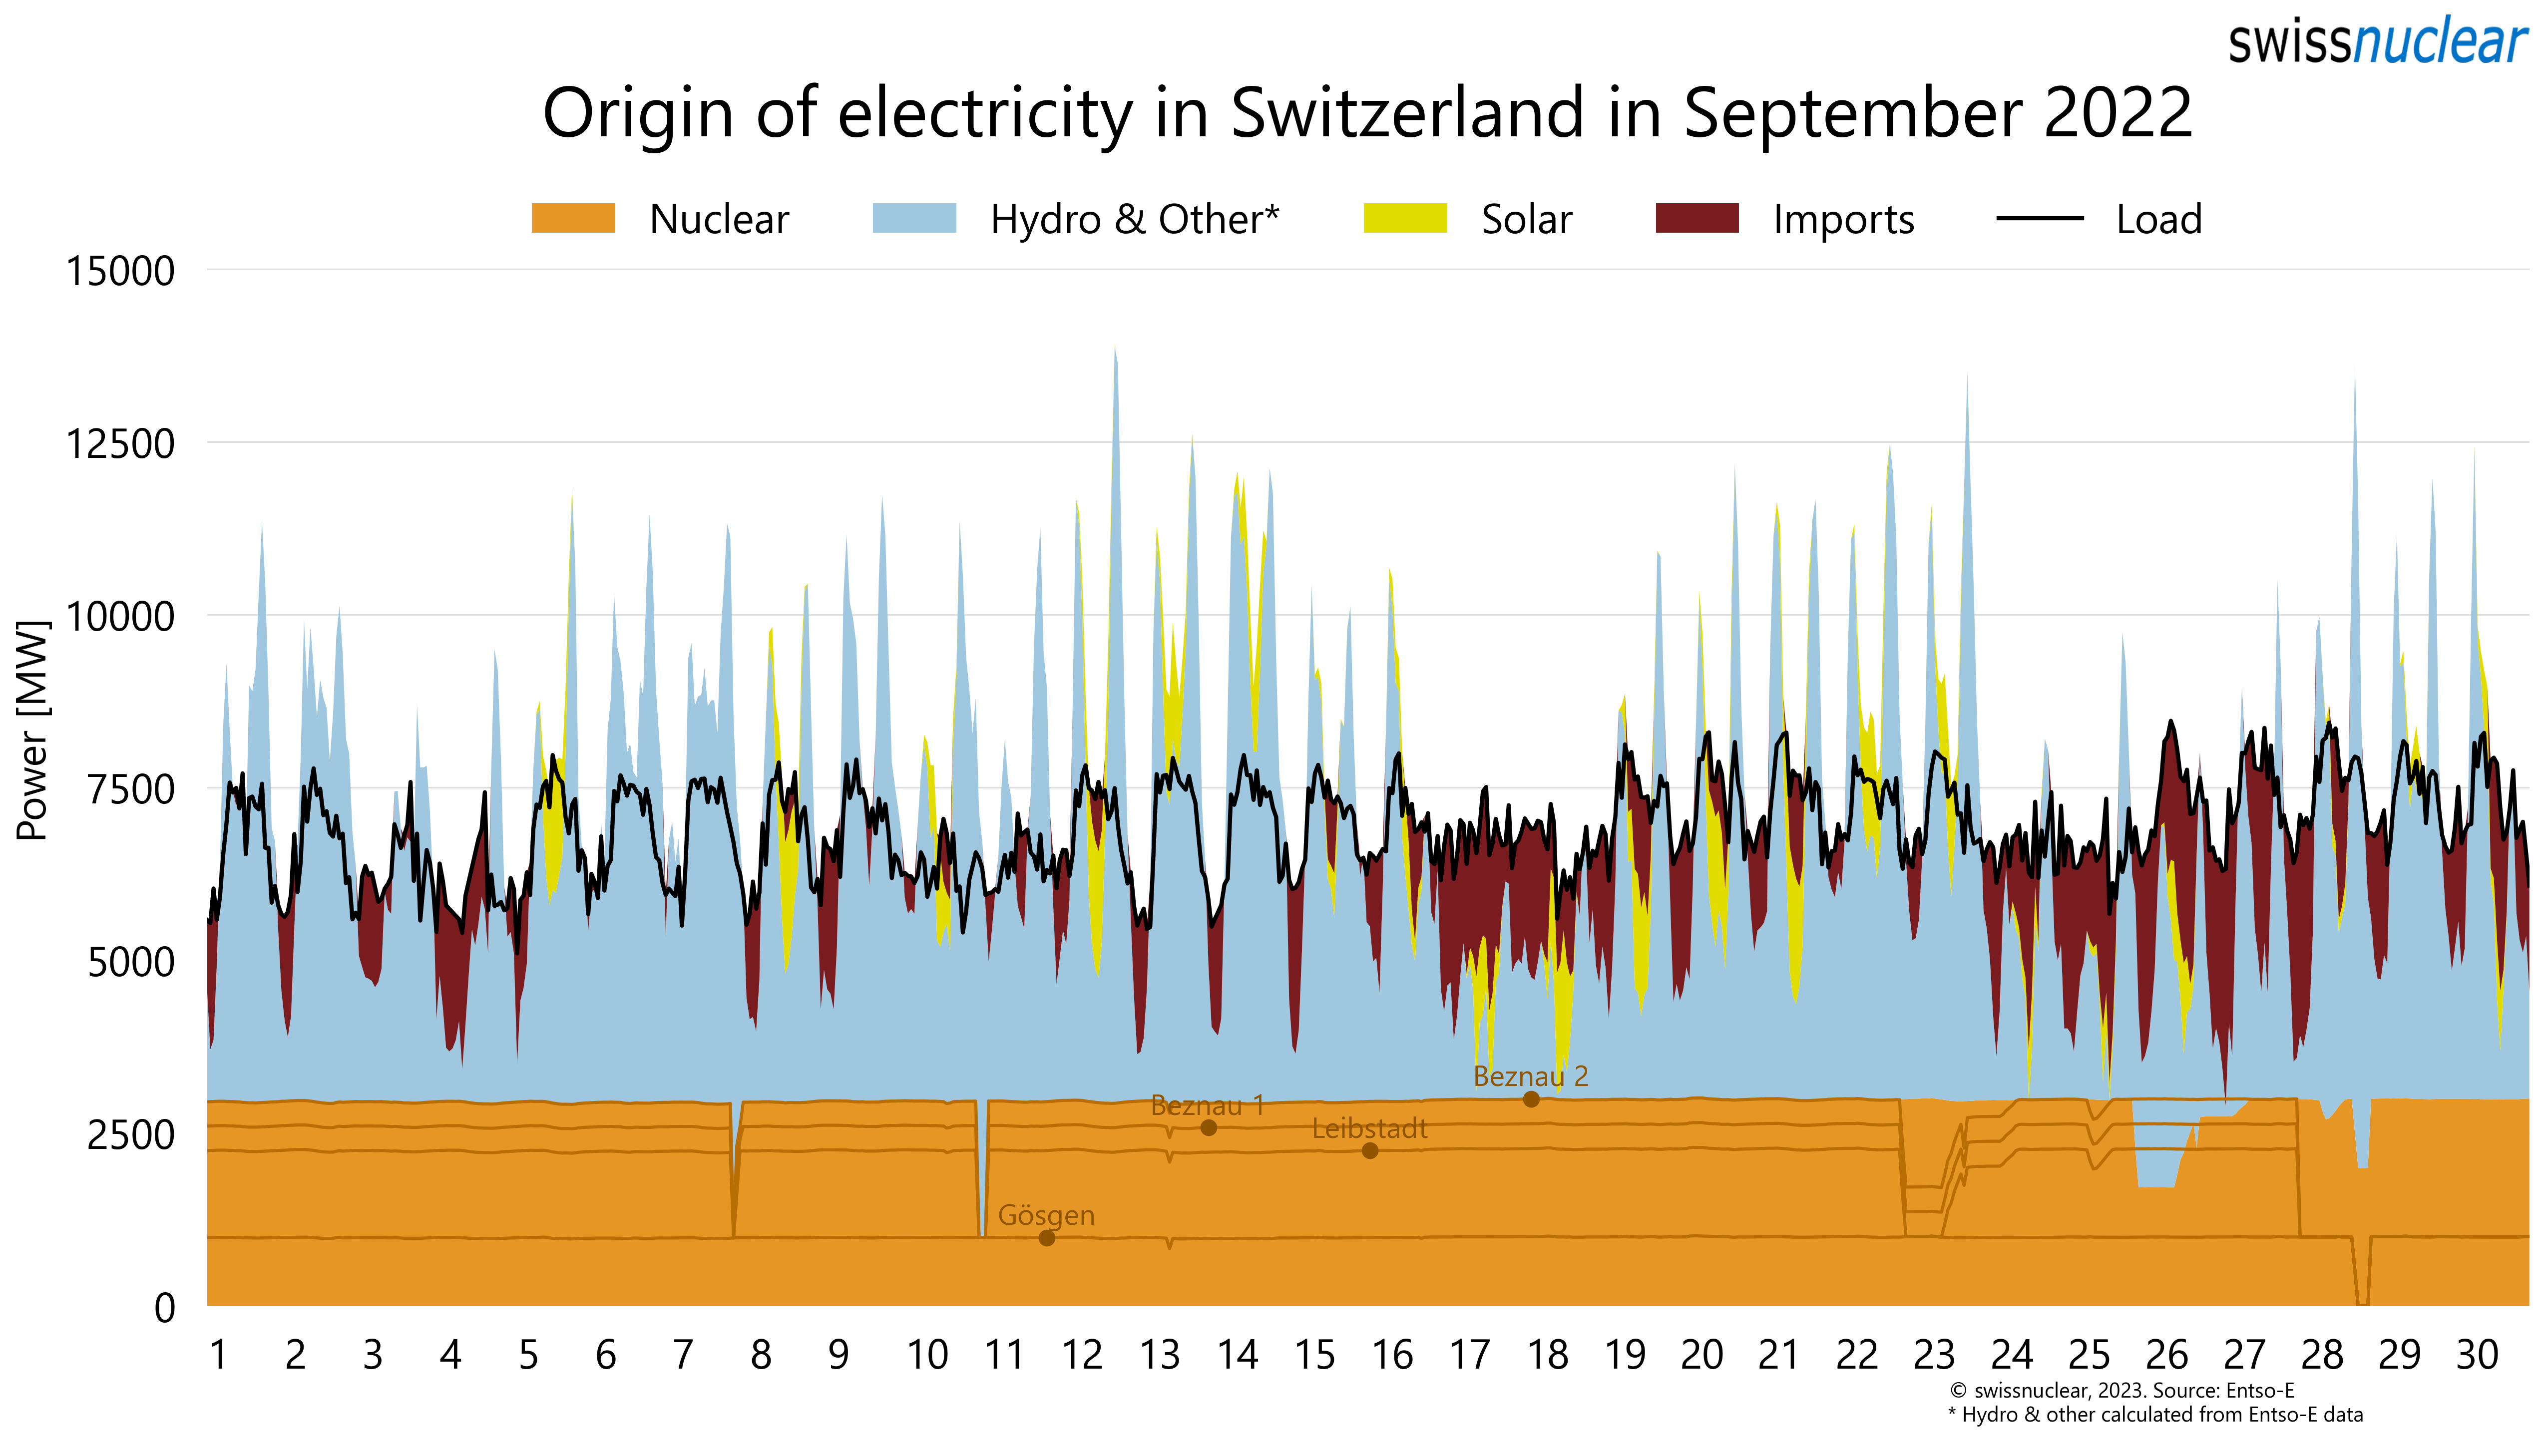 swissnuclear
Origin of electricity in Switzerland in September 2022
Nuclear Hydro & Other* Solar Imports Load
15000
12500
10000
7500
5000
2500
0
Power [MW]
Beznau 2
Beznau 1
Leibstadt
Gösgen
1 2 3 4 5 6 7 8 9 10 11 12 13 14 15 16 17 18 19 20 21 22 23 24 25 26 27 28 29 30
© swissnuclear, 2023. Source: Entso-E
* Hydro & other calculated from Entso-E data